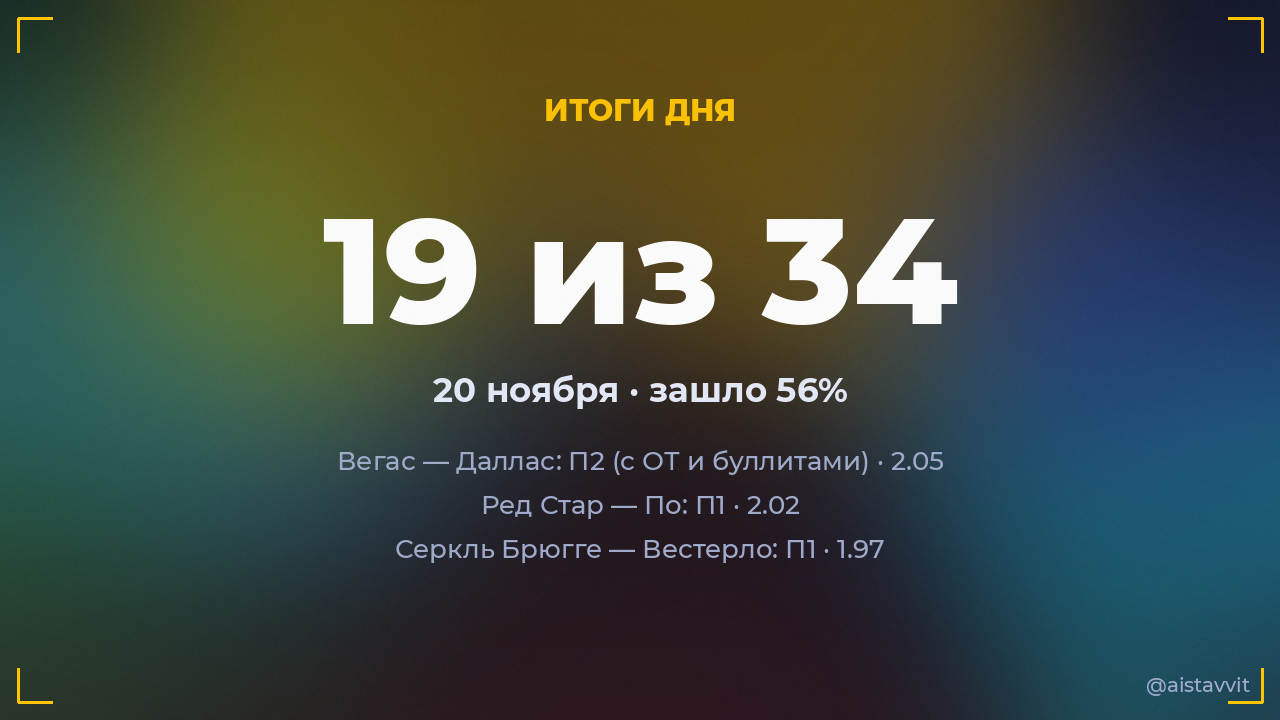 ИТОГИ ДНЯ
19 из 34
20 ноября · зашло 56%
Вегас — Даллас: П2 (с ОТ и буллитами) · 2.05
Ред Стар — По: П1 · 2.02
Серкль Брюгге — Вестерло: П1 · 1.97
@aistavvit